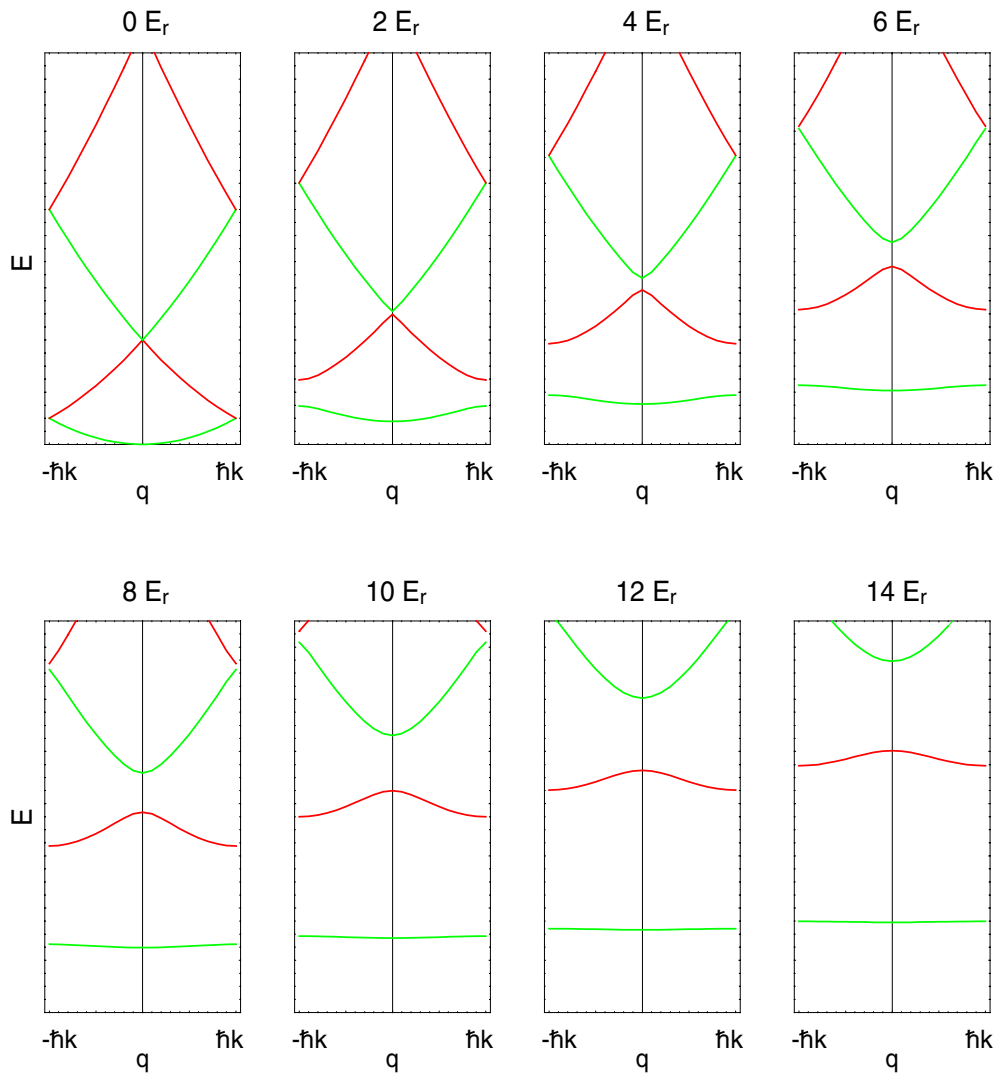 0 Eᵣ 2 Eᵣ 4 Eᵣ 6 Eᵣ
E
-ħk ħk -ħk ħk -ħk ħk -ħk ħk
q q q q
8 Eᵣ 10 Eᵣ 12 Eᵣ 14 Eᵣ
E
-ħk ħk -ħk ħk -ħk ħk -ħk ħk
q q q q